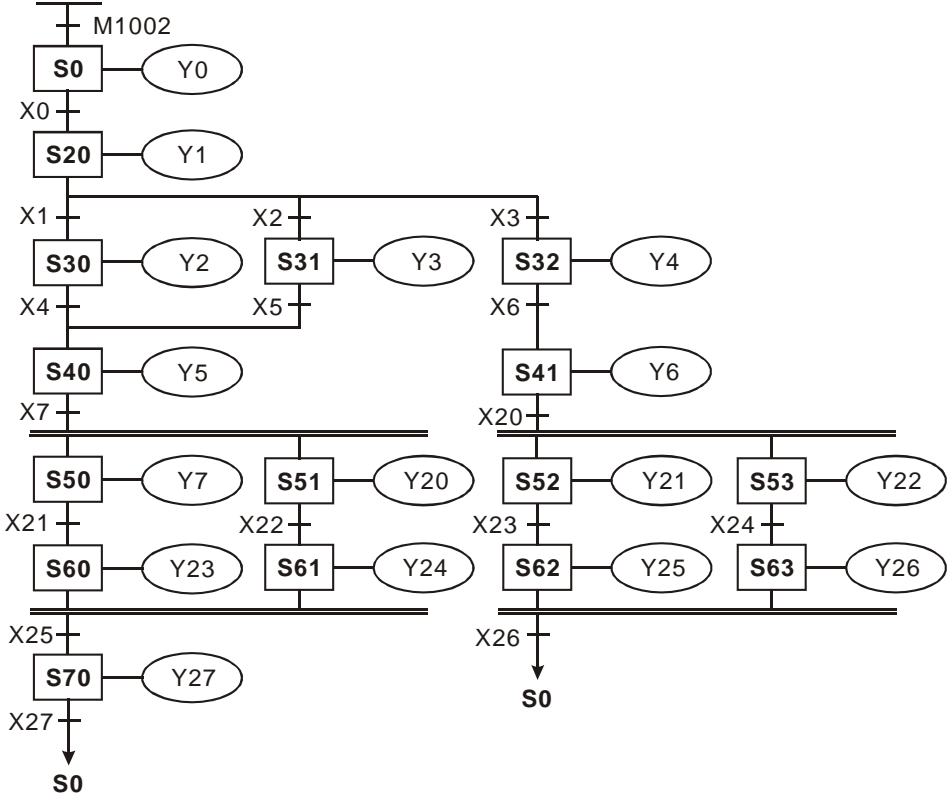 M1002
S0 Y0
X0
S20 Y1
X1 X2 X3
S30 Y2 S31 Y3 S32 Y4
X4 X5 X6
S40 Y5 S41 Y6
X7 X20
S50 Y7 S51 Y20 S52 Y21 S53 Y22
X21 X22 X23 X24
S60 Y23 S61 Y24 S62 Y25 S63 Y26
X25 X26
S70 Y27 S0
X27
S0